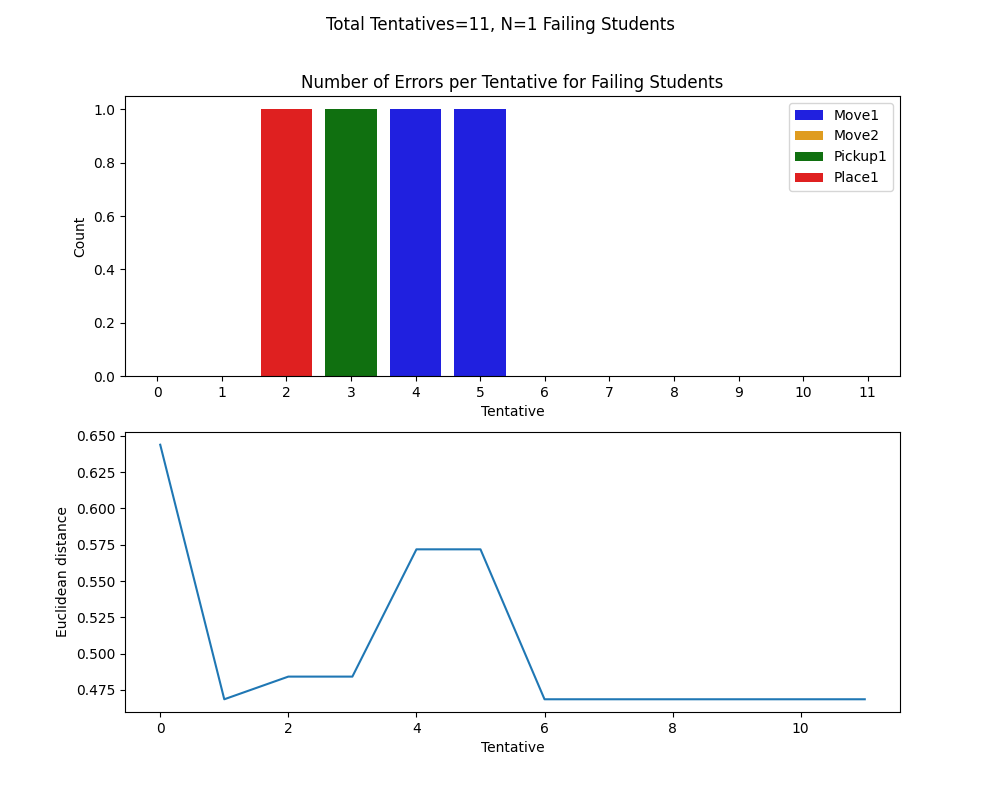 Total Tentatives=11, N=1 Failing Students
Number of Errors per Tentative for Failing Students
1.0
0.8
0.6
0.4
0.2
0.0
Count
Move1
Move2
Pickup1
Place1
0 1 2 3 4 5 6 7 8 9 10 11
Tentative
0.650
0.625
0.600
0.575
0.550
0.525
0.500
0.475
Euclidean distance
0 2 4 6 8 10
Tentative